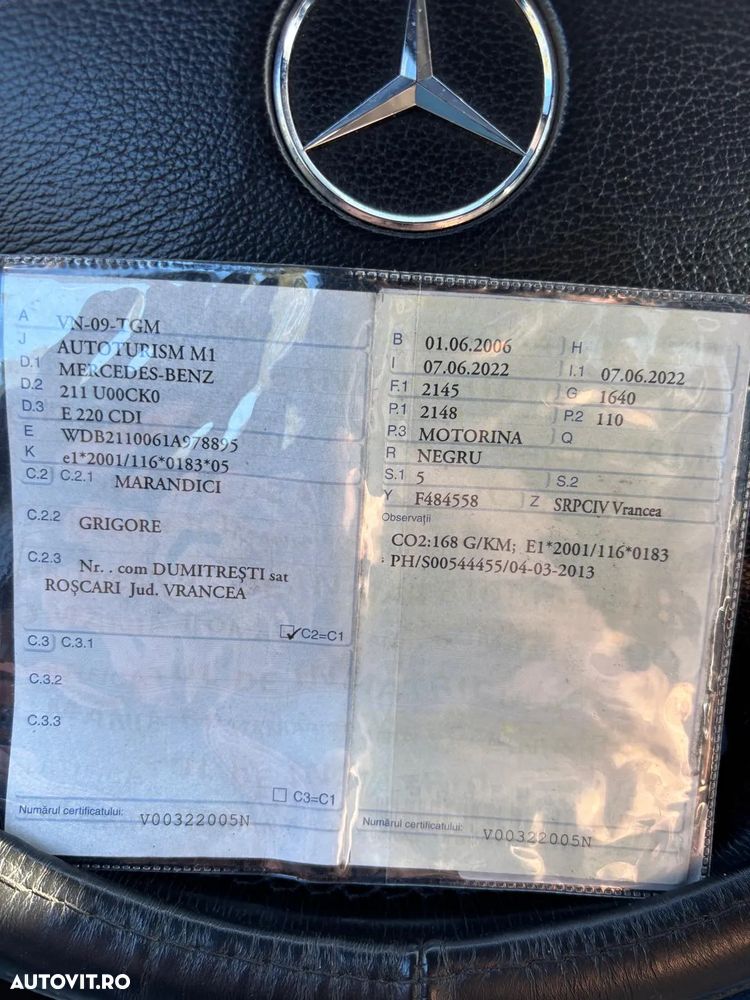 A VN-09-TGM
J AUTOTURISM M1
D.1 MERCEDES-BENZ
D.2 211 U00CK0
D.3 E 220 CDI
E WDB2110061A978895
K e1*2001/116*0183*05
C.2 C.2.1 MARANDICI
C.2.2 GRIGORE
C.2.3 Nr. . com DUMITREŞTI sat
ROŞCARI Jud. VRANCEA
C2=C1
C.3 C.3.1
C.3.2
C.3.3
C3=C1
Numărul certificatului: V00322005N
B 01.06.2006 H
I 07.06.2022 I.1 07.06.2022
F.1 2145 G 1640
P.1 2148 P.2 110
P.3 MOTORINA Q
R NEGRU
S.1 5 S.2
Y F484558 Z SRPCIV Vrancea
Observaţii
CO2:168 G/KM; E1*2001/116*0183
: PH/S00544455/04-03-2013
Numărul certificatului: V00322005N
AUTOVIT.RO